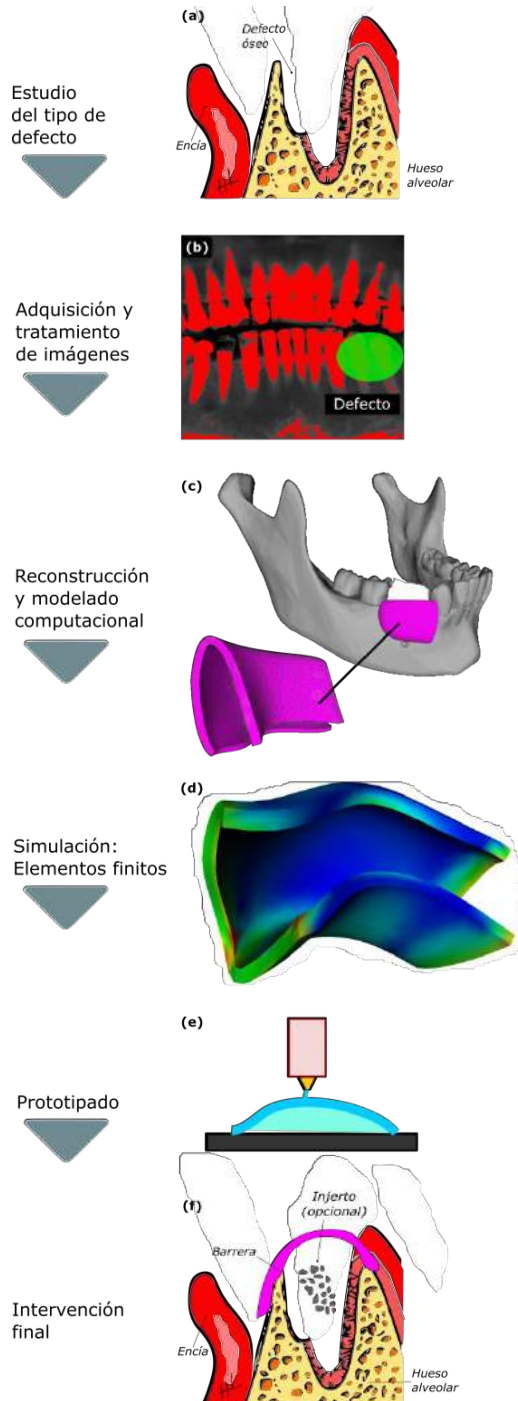 (a)
Defecto
óseo
Estudio
del tipo de
defecto
Encía
Hueso
alveolar
(b)
Adquisición y
tratamiento
de imágenes
Defecto
(c)
Reconstrucción
y modelado
computacional
(d)
Simulación:
Elementos finitos
(e)
Prototipado
(f)
Injerto
(opcional)
Barrera
Intervención
final
Encía
Hueso
alveolar